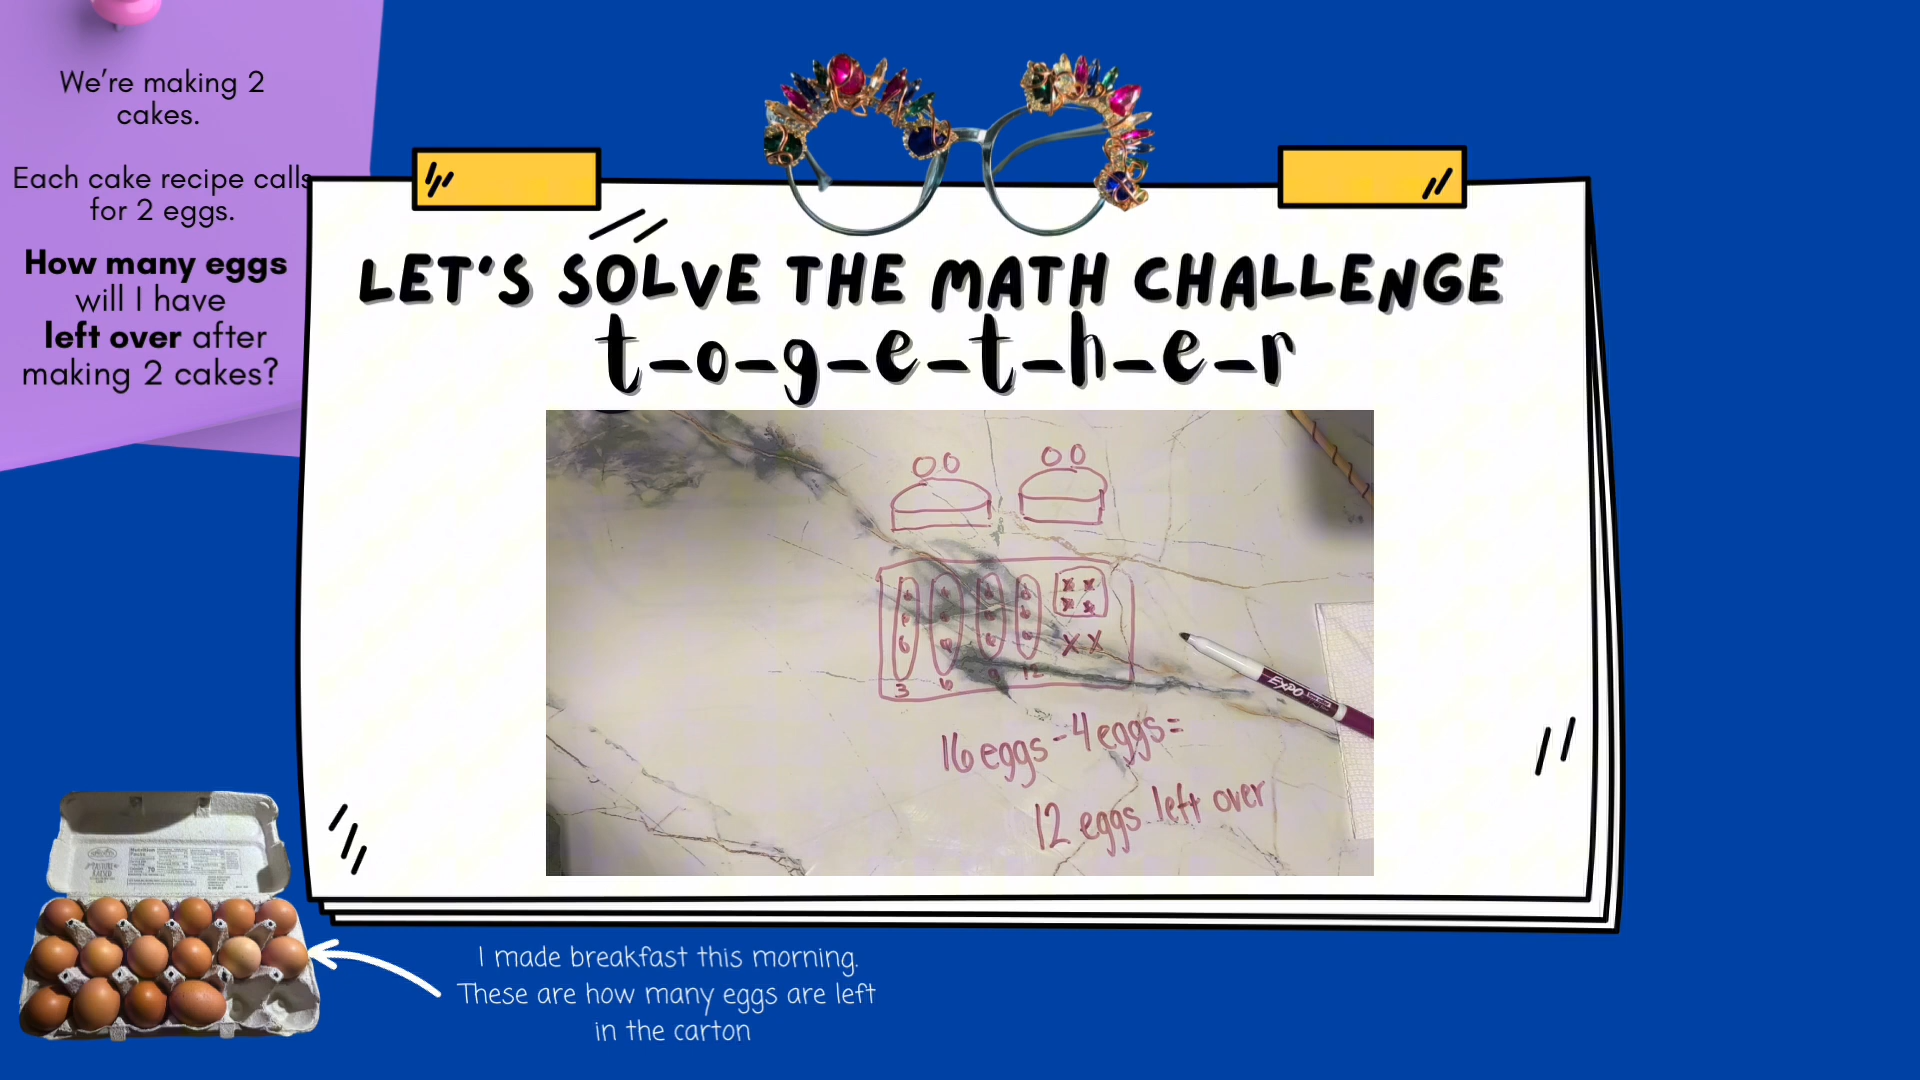 We're making 2
cakes.
Each cake recipe calls
for 2 eggs.
How many eggs
will I have
left over after
making 2 cakes?
LET'S SOLVE THE MATH CHALLENGE
t-o-g-e-t-h-e-r
3 6 9 12
16 eggs - 4 eggs =
12 eggs left over
EXPO
I made breakfast this morning.
These are how many eggs are left
in the carton